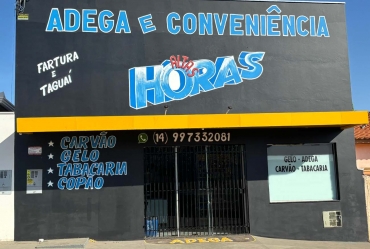 ADEGA E CONVENIÊNCIA
FARTURA
E
TAGUAÍ
ALTAS
HORAS
(14) 997332081
★ CARVÃO
★ GELO
★ TABACARIA
★ COPÃO
GELO - ADEGA
CARVÃO - TABACARIA
ADEGA